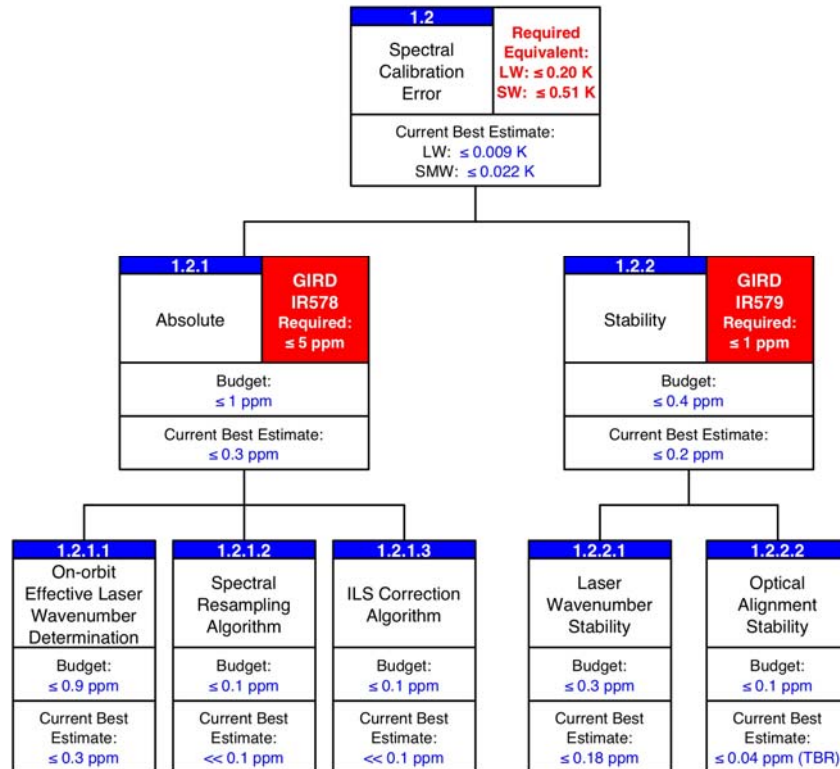 1.2
Spectral
Calibration
Error
Required
Equivalent:
LW: ≤ 0.20 K
SW: ≤ 0.51 K
Current Best Estimate:
LW: ≤ 0.009 K
SMW: ≤ 0.022 K
1.2.1
Absolute
GIRD
IR578
Required:
≤ 5 ppm
Budget:
≤ 1 ppm
Current Best Estimate:
≤ 0.3 ppm
1.2.2
Stability
GIRD
IR579
Required:
≤ 1 ppm
Budget:
≤ 0.4 ppm
Current Best Estimate:
≤ 0.2 ppm
1.2.1.1
On-orbit
Effective Laser
Wavenumber
Determination
Budget:
≤ 0.9 ppm
Current Best
Estimate:
≤ 0.3 ppm
1.2.1.2
Spectral
Resampling
Algorithm
Budget:
≤ 0.1 ppm
Current Best
Estimate:
<< 0.1 ppm
1.2.1.3
ILS Correction
Algorithm
Budget:
≤ 0.1 ppm
Current Best
Estimate:
<< 0.1 ppm
1.2.2.1
Laser
Wavenumber
Stability
Budget:
≤ 0.3 ppm
Current Best
Estimate:
≤ 0.18 ppm
1.2.2.2
Optical
Alignment
Stability
Budget:
≤ 0.1 ppm
Current Best
Estimate:
≤ 0.04 ppm (TBR)